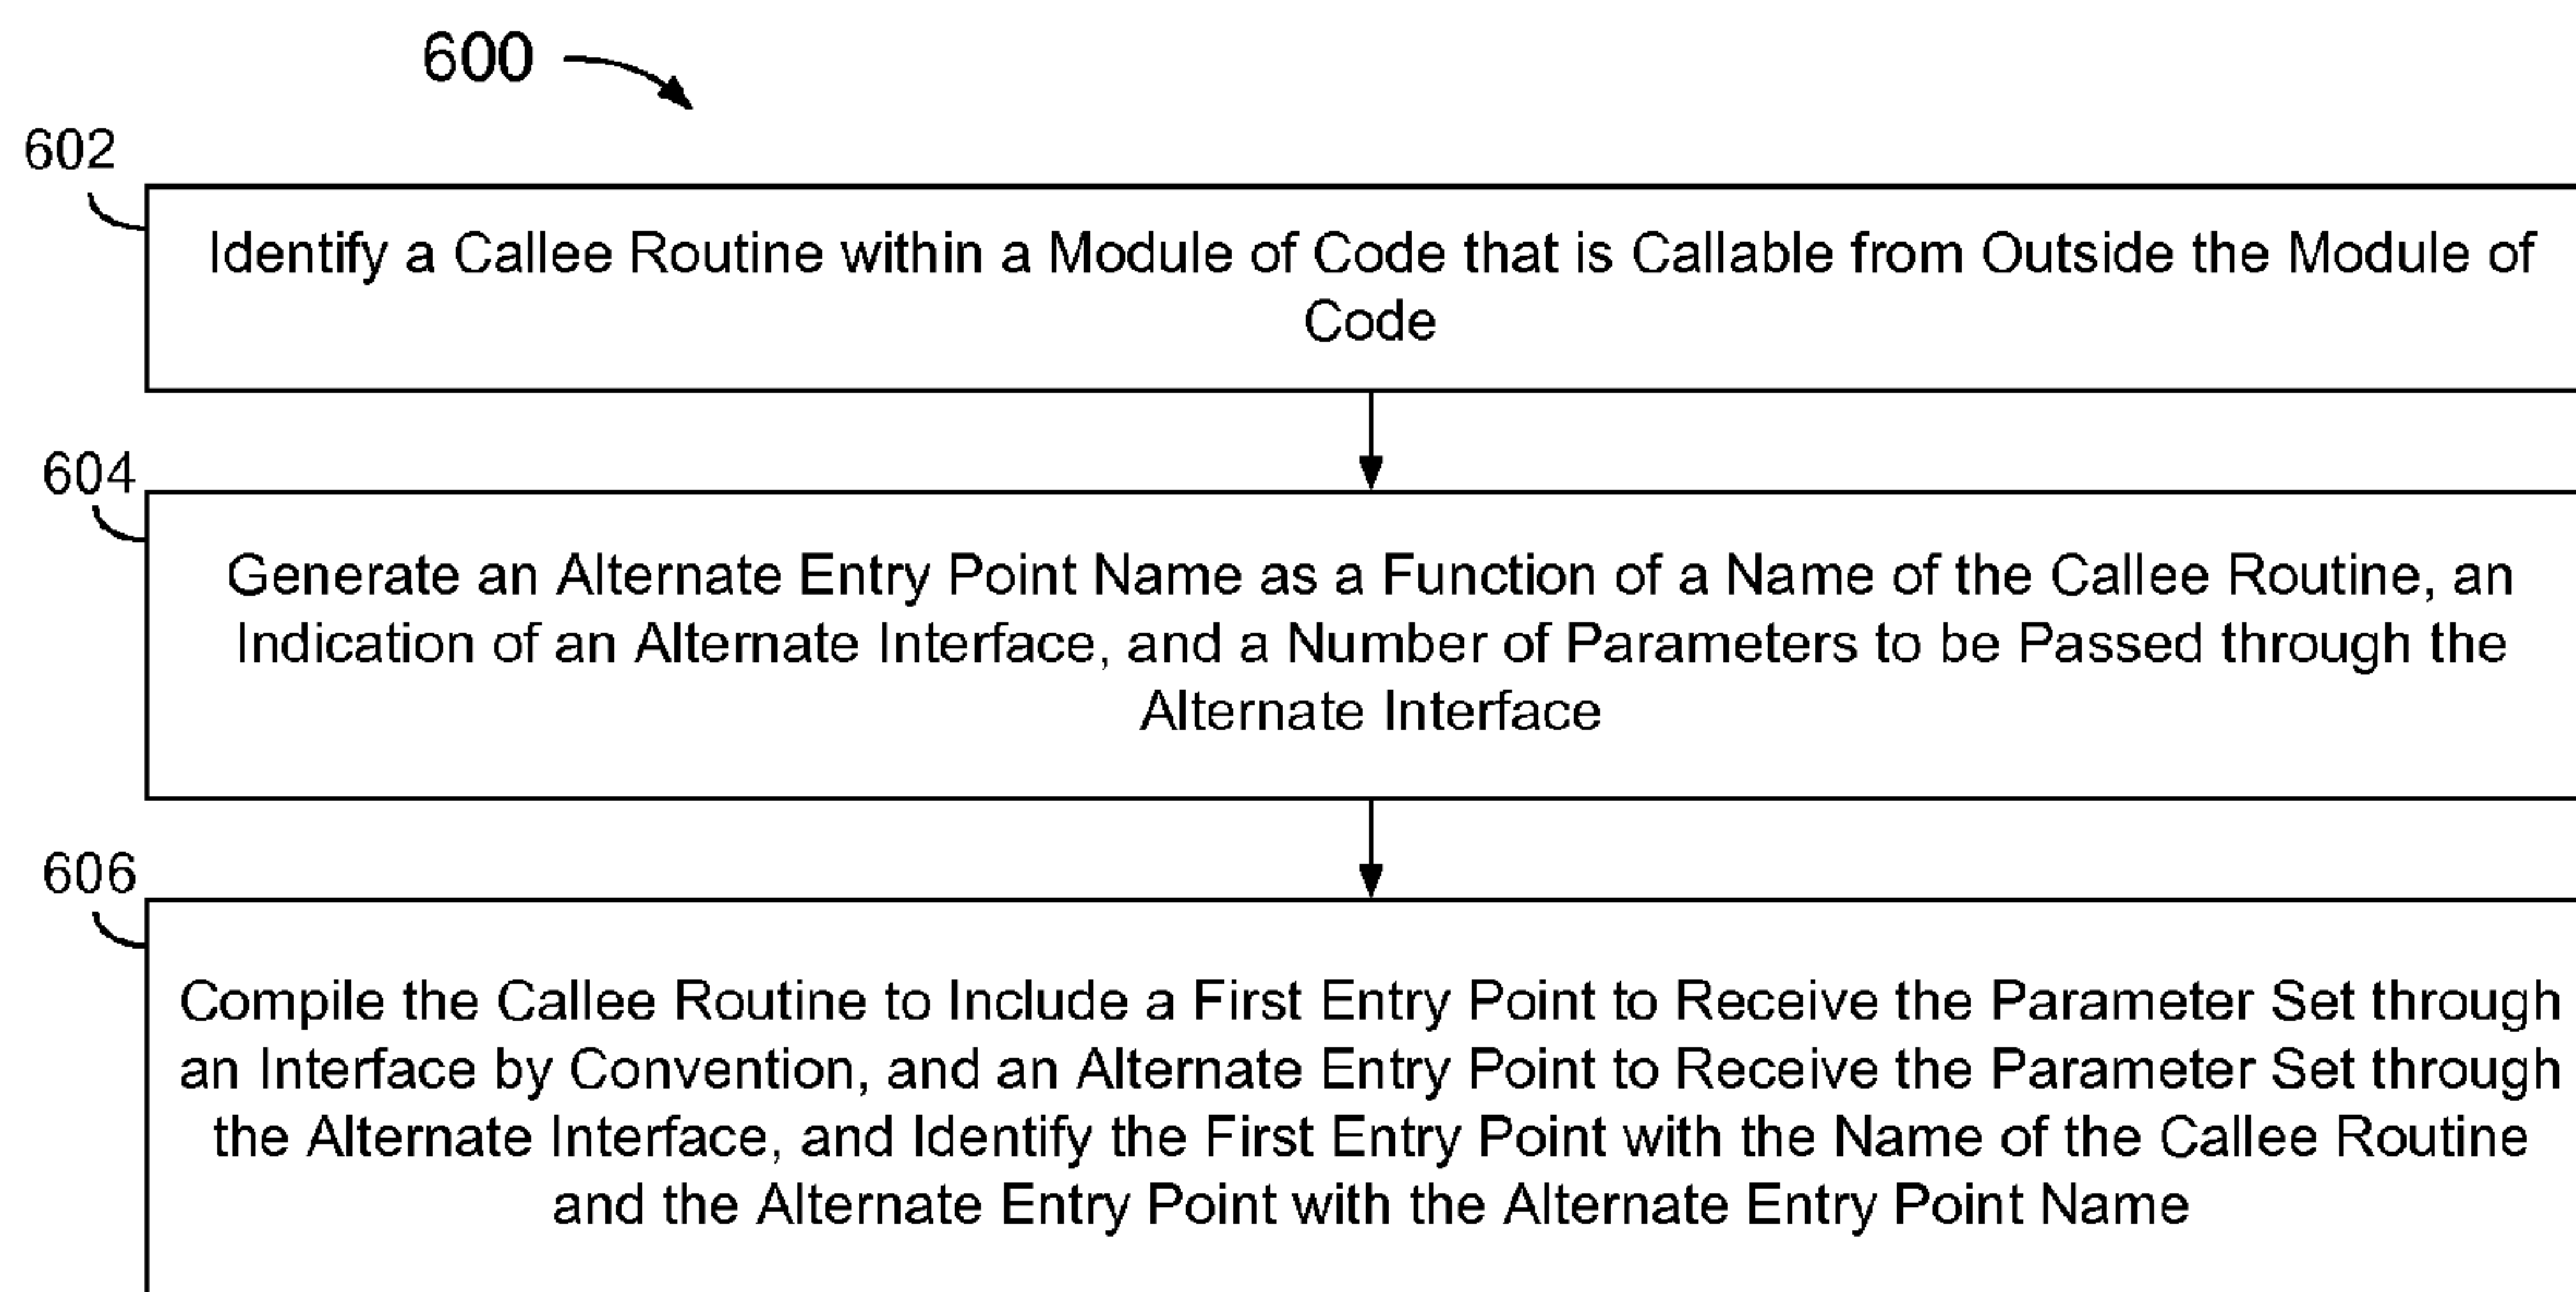 600
602
Identify a Callee Routine within a Module of Code that is Callable from Outside the Module of
Code
604
Generate an Alternate Entry Point Name as a Function of a Name of the Callee Routine, an
Indication of an Alternate Interface, and a Number of Parameters to be Passed through the
Alternate Interface
606
Compile the Callee Routine to Include a First Entry Point to Receive the Parameter Set through
an Interface by Convention, and an Alternate Entry Point to Receive the Parameter Set through
the Alternate Interface, and Identify the First Entry Point with the Name of the Callee Routine
and the Alternate Entry Point with the Alternate Entry Point Name